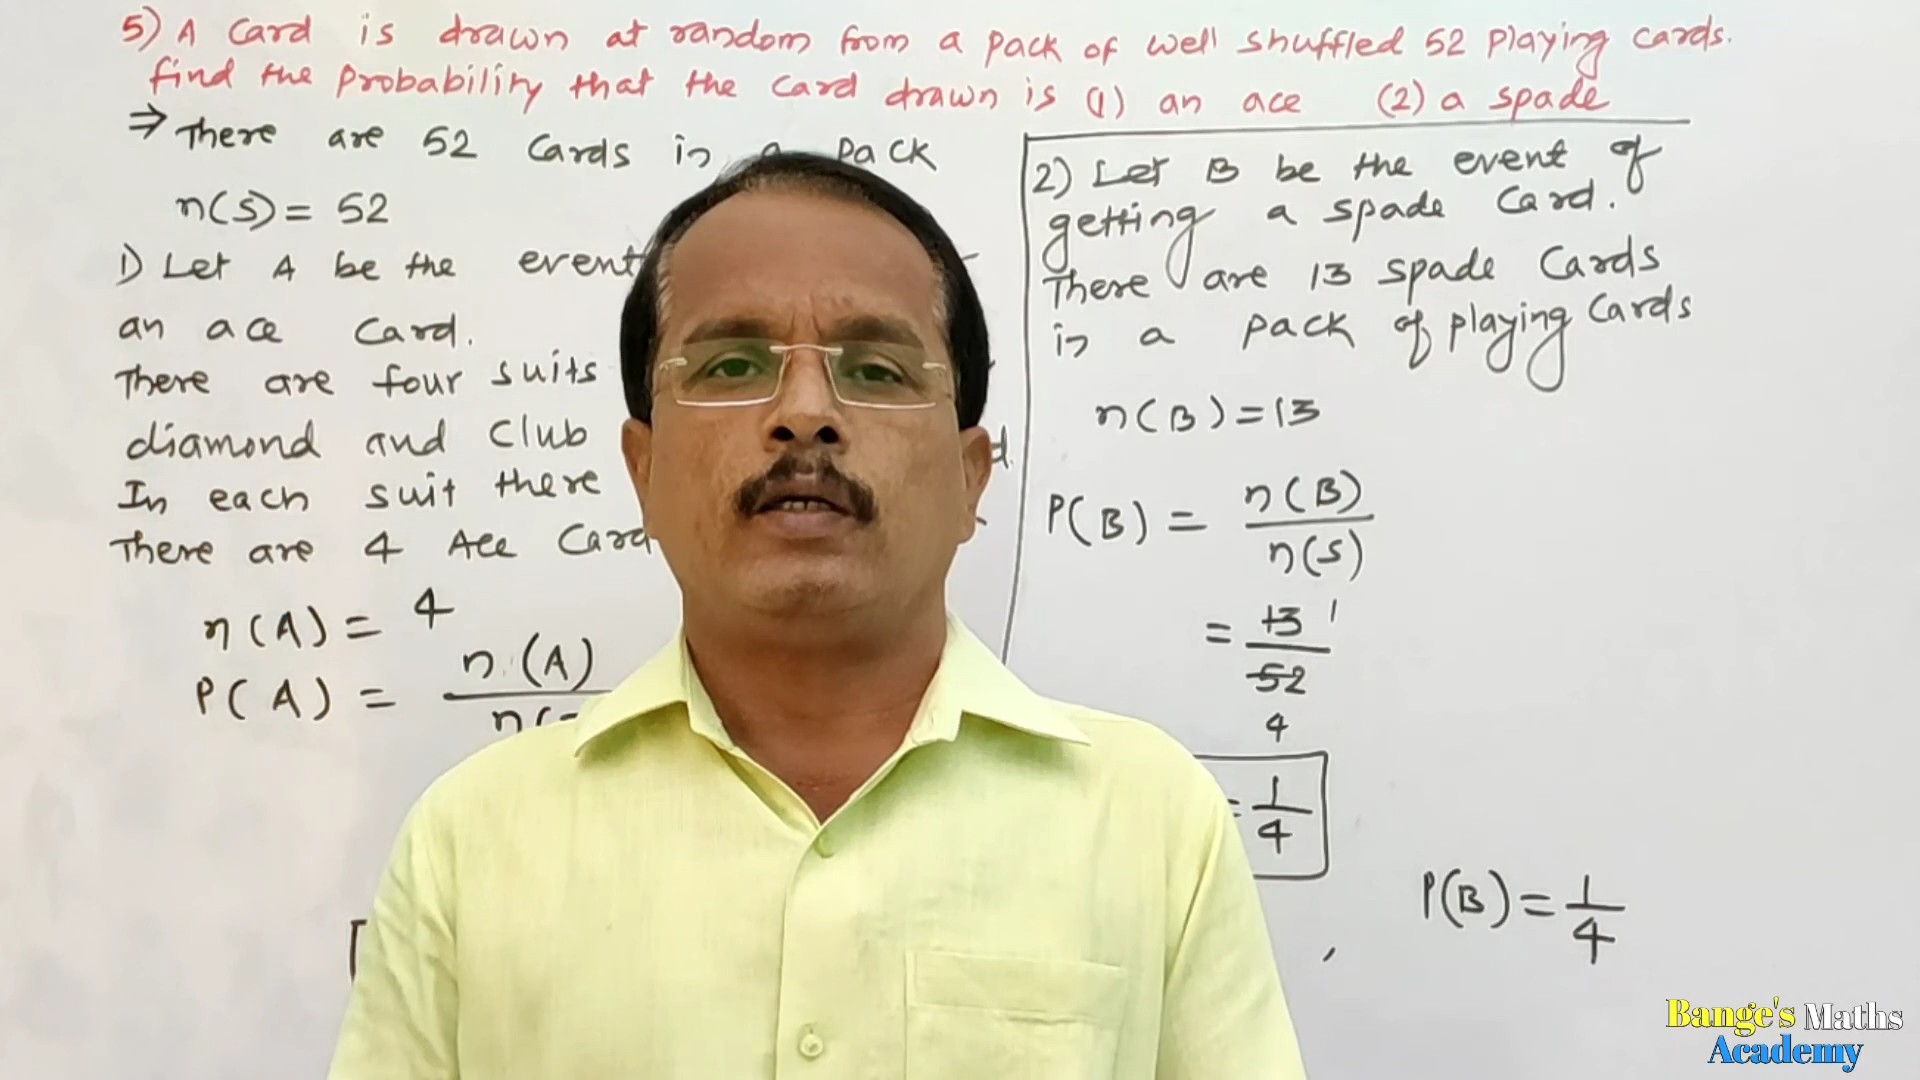 5) A card is drawn at random from a pack of well shuffled 52 playing cards.
find the probability that the card drawn is (1) an ace (2) a spade
⇒ There are 52 cards in a pack
n(S) = 52
1) Let A be the event
an ace card.
There are four suits
diamond and club
In each suit there
There are 4 Ace Card
n(A) = 4
P(A) = n(A)
2) Let B be the event of
getting a spade card.
There are 13 spade cards
in a pack of playing cards
n(B) = 13
P(B) = n(B)
n(S)
= 13 1
52
4
= 1
4
P(B) = 1
4
Bange's Maths
Academy